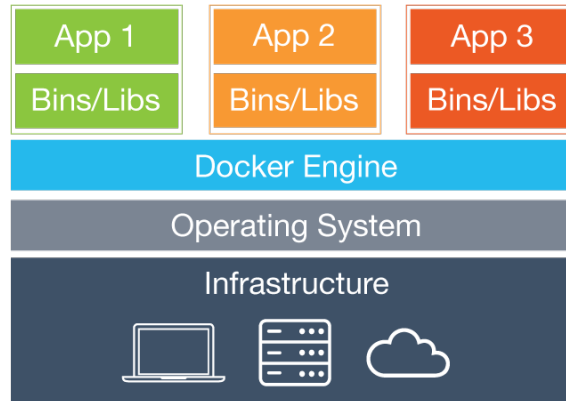 App 1
App 2
App 3
Bins/Libs
Bins/Libs
Bins/Libs
Docker Engine
Operating System
Infrastructure